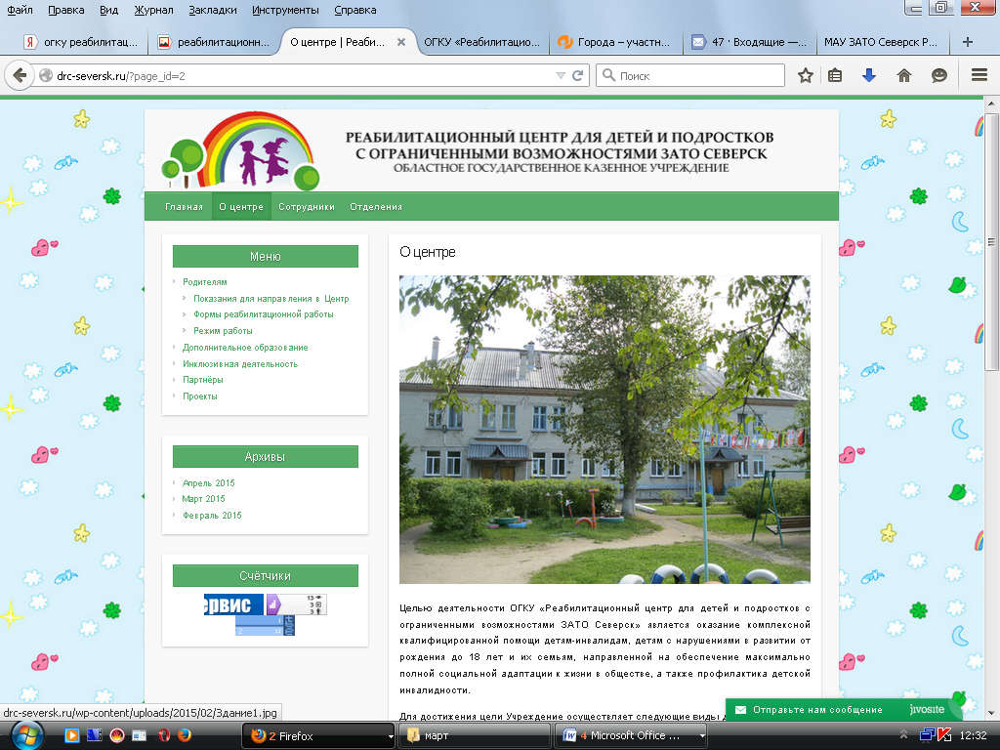 Файл Правка Вид Журнал Закладки Инструменты Справка
огку реабилитац...
реабилитационн...
О центре | Реаби...
ОГКУ «Реабилитацио...
Города – участн...
47 · Входящие —...
МАУ ЗАТО Северск Р...
drc-seversk.ru/?page_id=2
Поиск
РЕАБИЛИТАЦИОННЫЙ ЦЕНТР ДЛЯ ДЕТЕЙ И ПОДРОСТКОВ
С ОГРАНИЧЕННЫМИ ВОЗМОЖНОСТЯМИ ЗАТО СЕВЕРСК
ОБЛАСТНОЕ ГОСУДАРСТВЕННОЕ КАЗЕННОЕ УЧРЕЖДЕНИЕ
Главная О центре Сотрудники Отделения
Меню
Родителям
Показания для направления в Центр
Формы реабилитационной работы
Режим работы
Дополнительное образование
Инклюзивная деятельность
Партнёры
Проекты
Архивы
Апрель 2015
Март 2015
Февраль 2015
Счётчики
ервис
13
3
3
1
2 12
О центре
Целью деятельности ОГКУ «Реабилитационный центр для детей и подростков с
ограниченными возможностями ЗАТО Северск» является оказание комплексной
квалифицированной помощи детям-инвалидам, детям с нарушениями в развитии от
рождения до 18 лет и их семьям, направленной на обеспечение максимально
полной социальной адаптации к жизни в обществе, а также профилактика детской
инвалидности.
Для достижения цели Учреждение осуществляет следующие виды
drc-seversk.ru/wp-content/uploads/2015/02/Здание1.jpg
Отправьте нам сообщение jivosite
2 Firefox
март
4 Microsoft Office ...
12:32